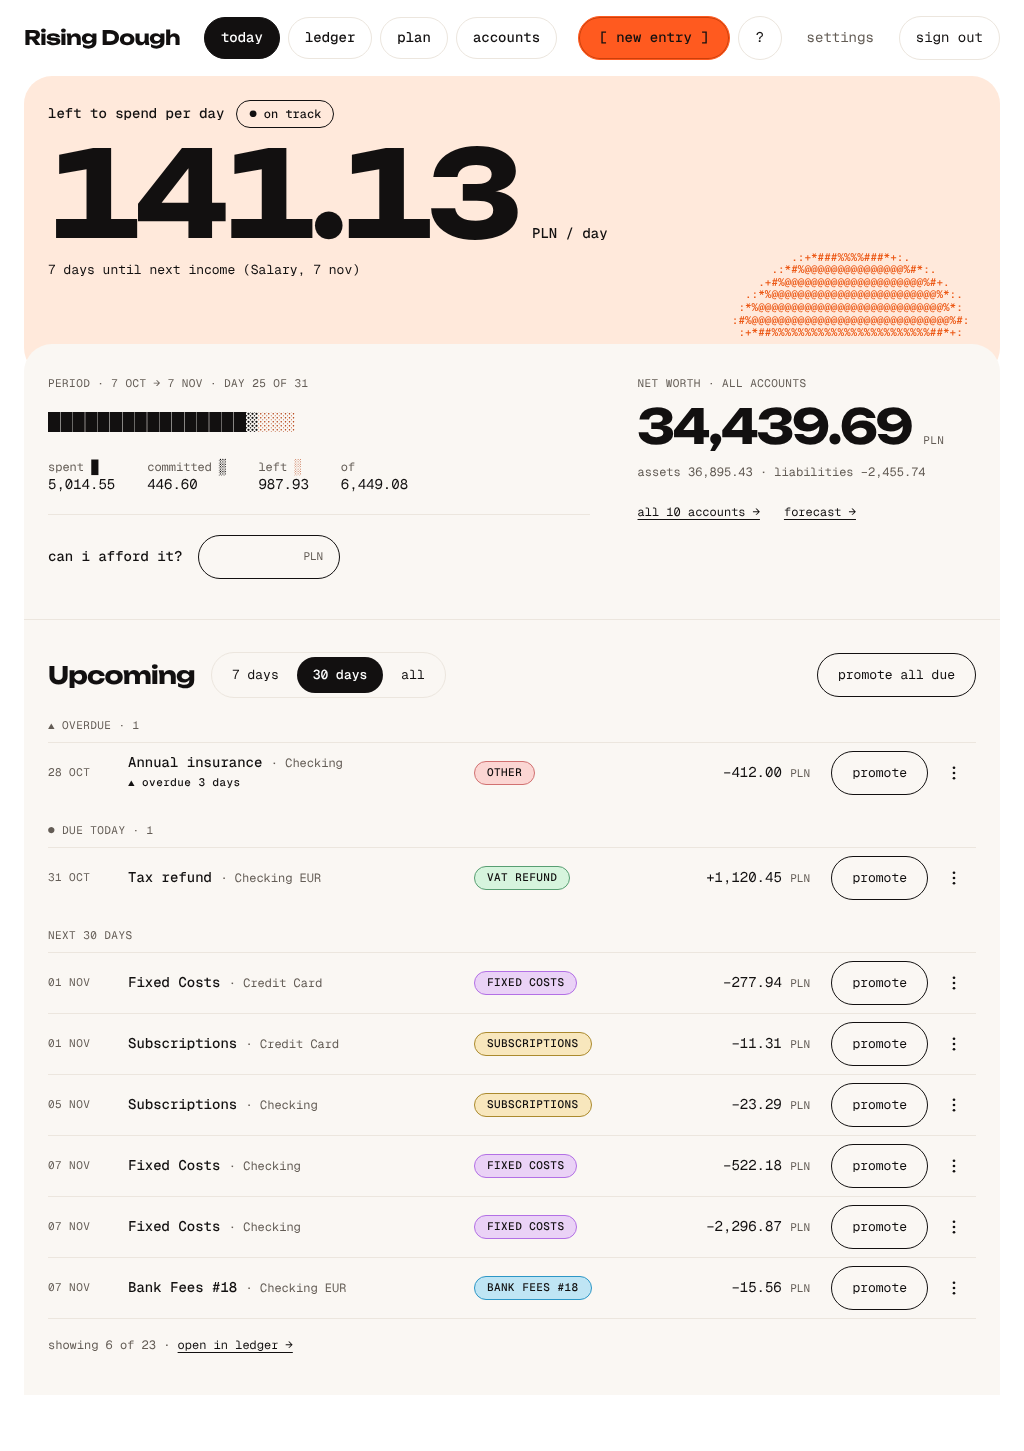 Rising Dough
today
ledger
plan
accounts
[ new entry ]
?
settings
sign out
left to spend per day ● on track
141.13 PLN / day
7 days until next income (Salary, 7 nov)
.:+*###%%%%###*+:.
.:*#%@@@@@@@@@@@@@@@%#*:.
.+#%@@@@@@@@@@@@@@@@@@@@@%#+.
.:*%@@@@@@@@@@@@@@@@@@@@@@@@@%*:.
:*%@@@@@@@@@@@@@@@@@@@@@@@@@@@@%*:
:#%@@@@@@@@@@@@@@@@@@@@@@@@@@@@@@%#:
:+*##%%%%%%%%%%%%%%%%%%%%%%%%##*+:
PERIOD · 7 OCT → 7 NOV · DAY 25 OF 31
spent █ committed ▒ left ░ of
5,014.55 446.60 987.93 6,449.08
can i afford it? PLN
NET WORTH · ALL ACCOUNTS
34,439.69 PLN
assets 36,895.43 · liabilities −2,455.74
all 10 accounts → forecast →
Upcoming 7 days 30 days all promote all due
▲ OVERDUE · 1
28 OCT Annual insurance · Checking OTHER −412.00 PLN promote ⋮
▲ overdue 3 days
● DUE TODAY · 1
31 OCT Tax refund · Checking EUR VAT REFUND +1,120.45 PLN promote ⋮
NEXT 30 DAYS
01 NOV Fixed Costs · Credit Card FIXED COSTS −277.94 PLN promote ⋮
01 NOV Subscriptions · Credit Card SUBSCRIPTIONS −11.31 PLN promote ⋮
05 NOV Subscriptions · Checking SUBSCRIPTIONS −23.29 PLN promote ⋮
07 NOV Fixed Costs · Checking FIXED COSTS −522.18 PLN promote ⋮
07 NOV Fixed Costs · Checking FIXED COSTS −2,296.87 PLN promote ⋮
07 NOV Bank Fees #18 · Checking EUR BANK FEES #18 −15.56 PLN promote ⋮
showing 6 of 23 · open in ledger →